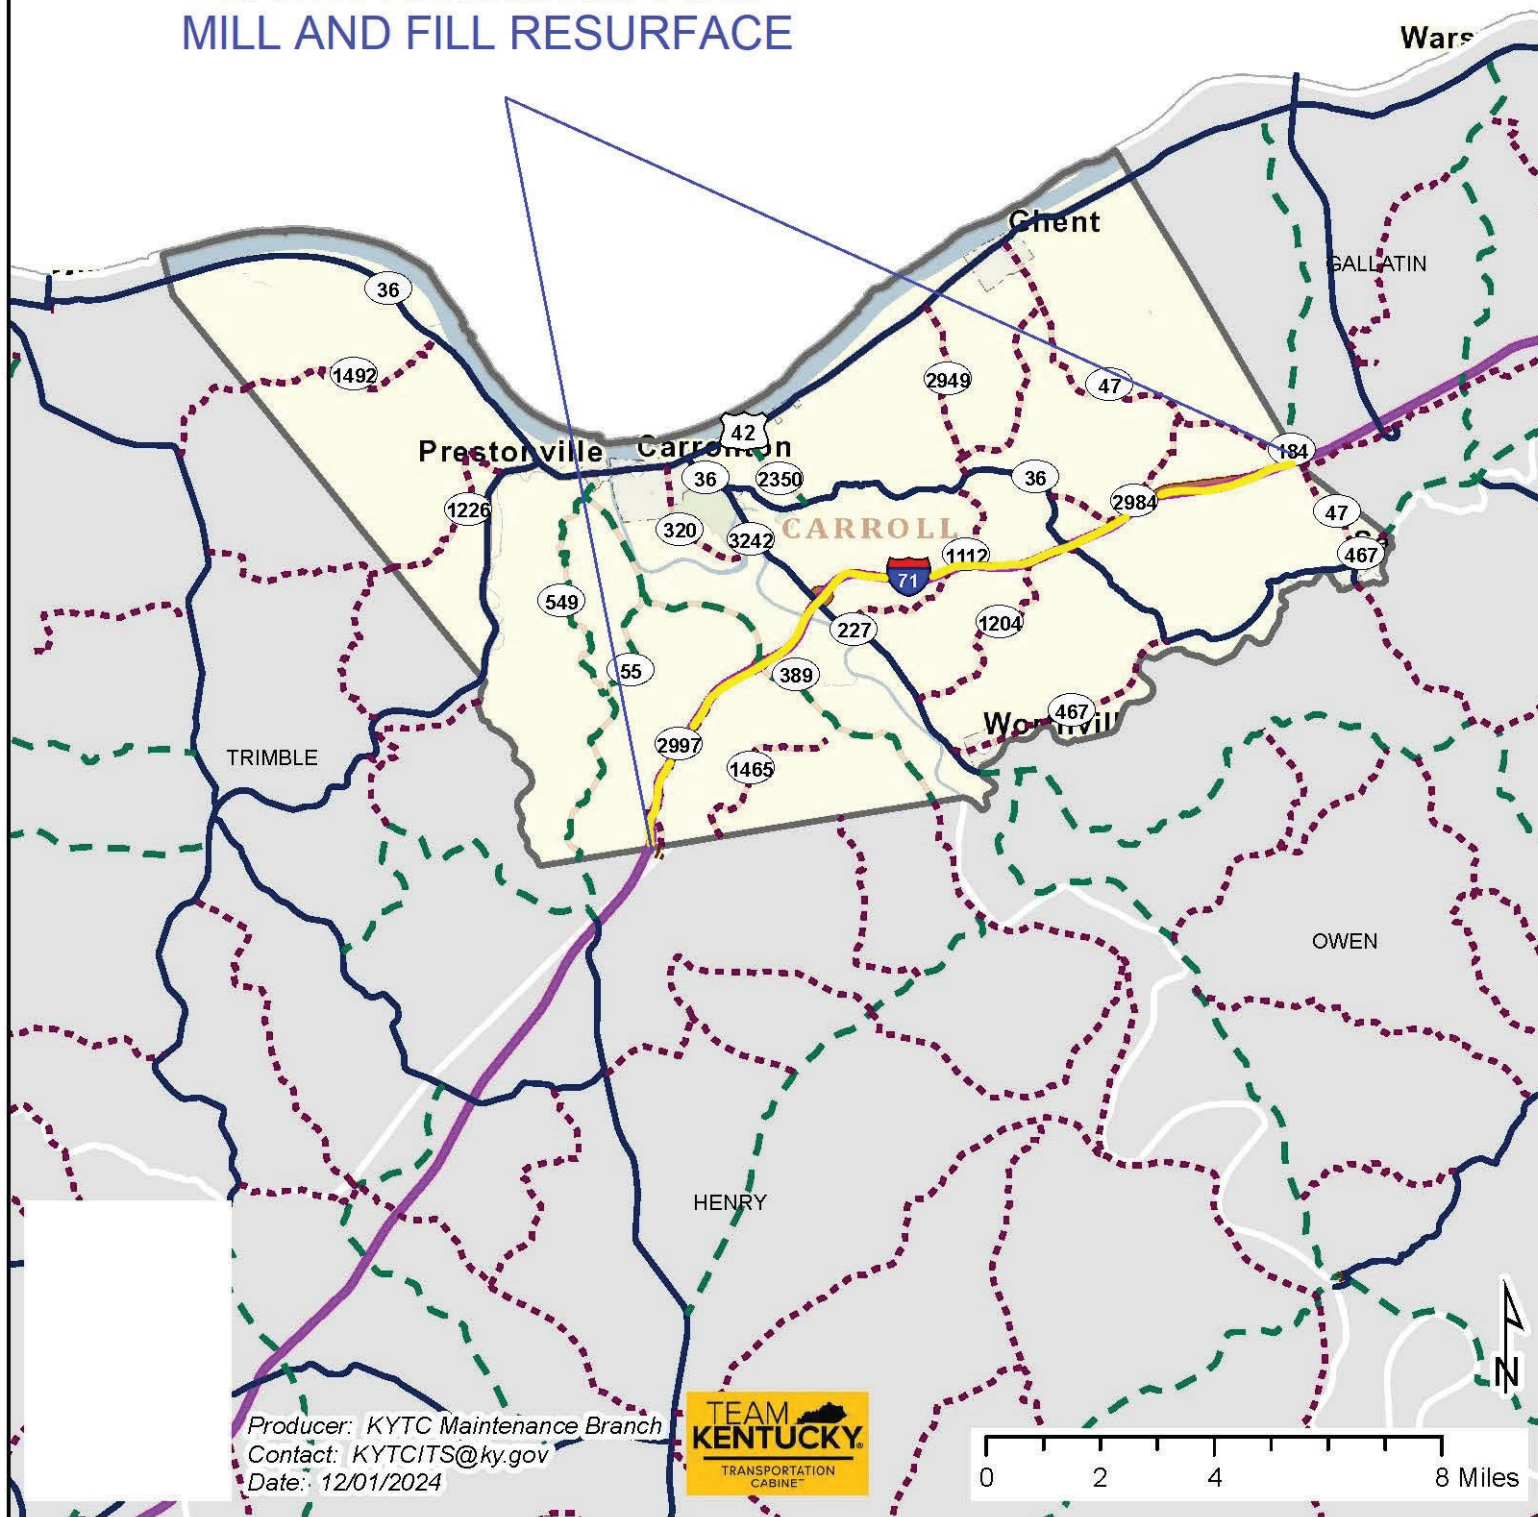 MILL AND FILL RESURFACE
Ghent
GALLATIN
36
1492
2949
47
42
Prestonville
Carrollton
184
36
2350
36
2984
1226
320
3242
CARROLL
47
467
1112
71
549
227
1204
55
389
467
2997
1465
TRIMBLE
OWEN
HENRY
N
Producer: KYTC Maintenance Branch
Contact: KYTCITS@ky.gov
Date: 12/01/2024
TEAM
KENTUCKY
TRANSPORTATION
CABINET
0 2 4 8 Miles